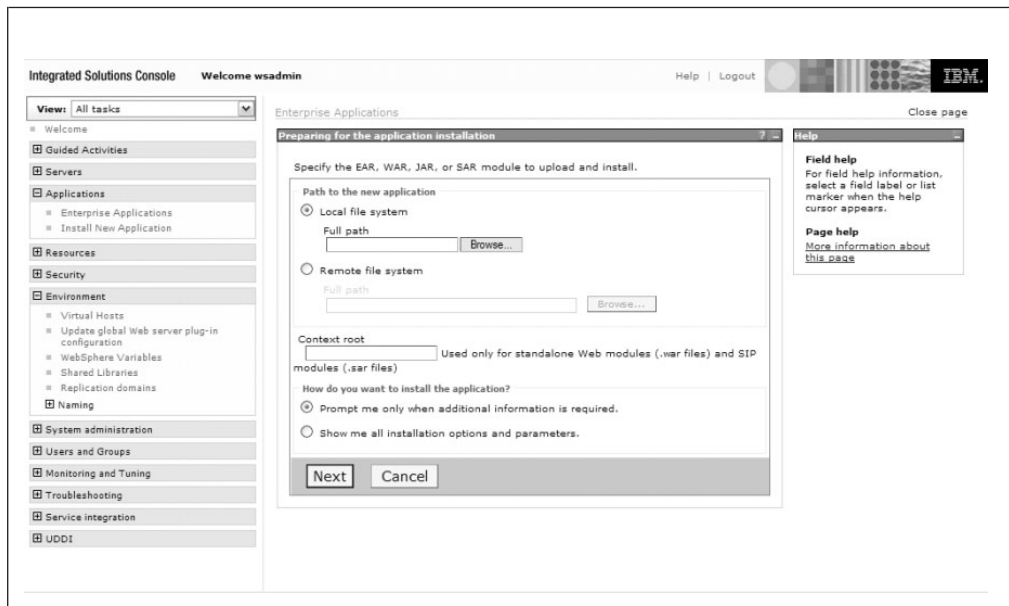 Integrated Solutions Console Welcome wsadmin Help | Logout IBM.
View: All tasks
Welcome
Guided Activities
Servers
Applications
Enterprise Applications
Install New Application
Resources
Security
Environment
Virtual Hosts
Update global Web server plug-in
configuration
WebSphere Variables
Shared Libraries
Replication domains
Naming
System administration
Users and Groups
Monitoring and Tuning
Troubleshooting
Service integration
UDDI
Enterprise Applications
Close page
Preparing for the application installation ? -
Specify the EAR, WAR, JAR, or SAR module to upload and install.
Path to the new application
Local file system
Full path
Browse...
Remote file system
Full path
Browse...
Context root
Used only for standalone Web modules (.war files) and SIP
modules (.sar files)
How do you want to install the application?
Prompt me only when additional information is required.
Show me all installation options and parameters.
Next Cancel
Help -
Field help
For field help information,
select a field label or list
marker when the help
cursor appears.
Page help
More information about
this page